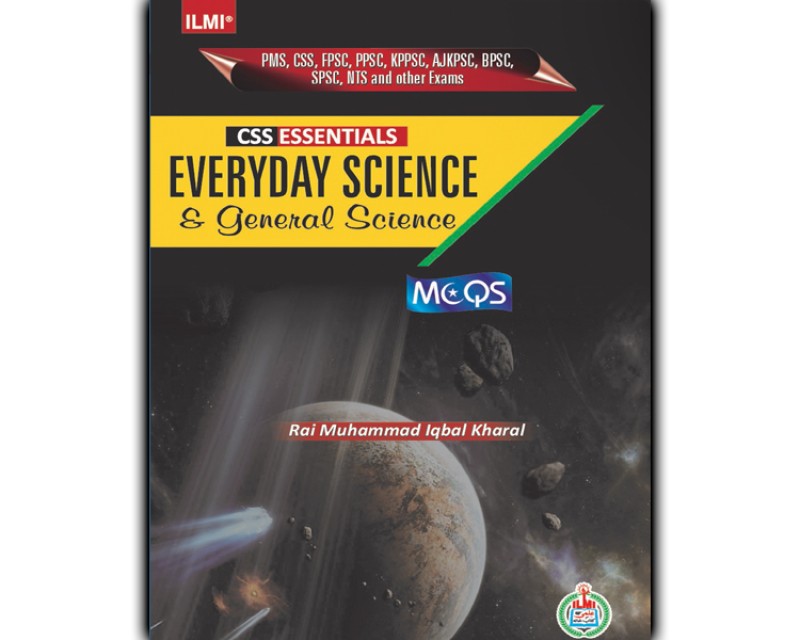 ILMI®
PMS, CSS, FPSC, PPSC, KPPSC, AJKPSC, BPSC,
SPSC, NTS and other Exams
CSS ESSENTIALS
EVERYDAY SCIENCE
& General Science
MCQS
Rai Muhammad Iqbal Kharal
ILMI